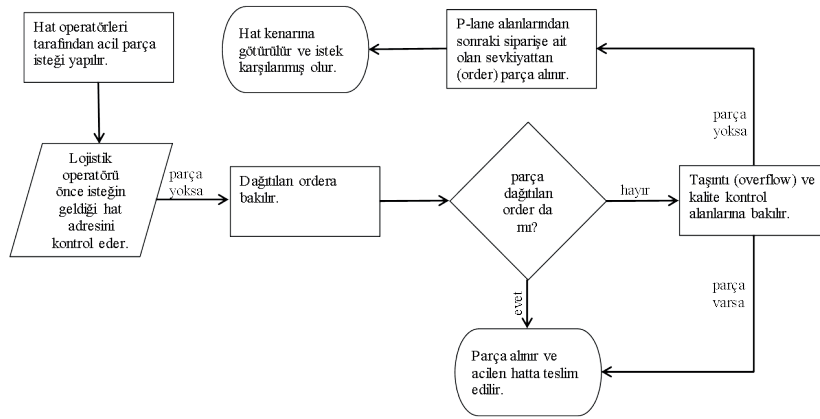 Hat operatörleri
tarafından acil parça
isteği yapılır.
Lojistik
operatörü
önce isteğin
geldiği hat
adresini
kontrol eder.
parça
yoksa
Dağıtılan ordera
bakılır.
parça
dağıtılan
order da
mı?
hayır
evet
Taşıntı (overflow) ve
kalite kontrol
alanlarına bakılır.
parça
yoksa
parça
varsa
P-lane alanlarından
sonraki siparişe ait
olan sevkiyattan
(order) parça alınır.
Hat kenarına
götürülür ve istek
karşılanmış olur.
Parça alınır ve
acilen hatta teslim
edilir.